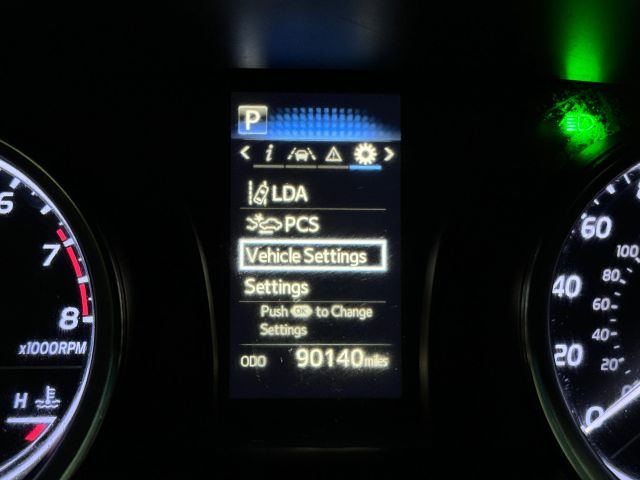 P
i
LDA
PCS
Vehicle Settings
Settings
Push OK to Change
Settings
ODO 90140 miles
6
7
8
x1000RPM
H
60
40
20
0
100
80
60
40
20